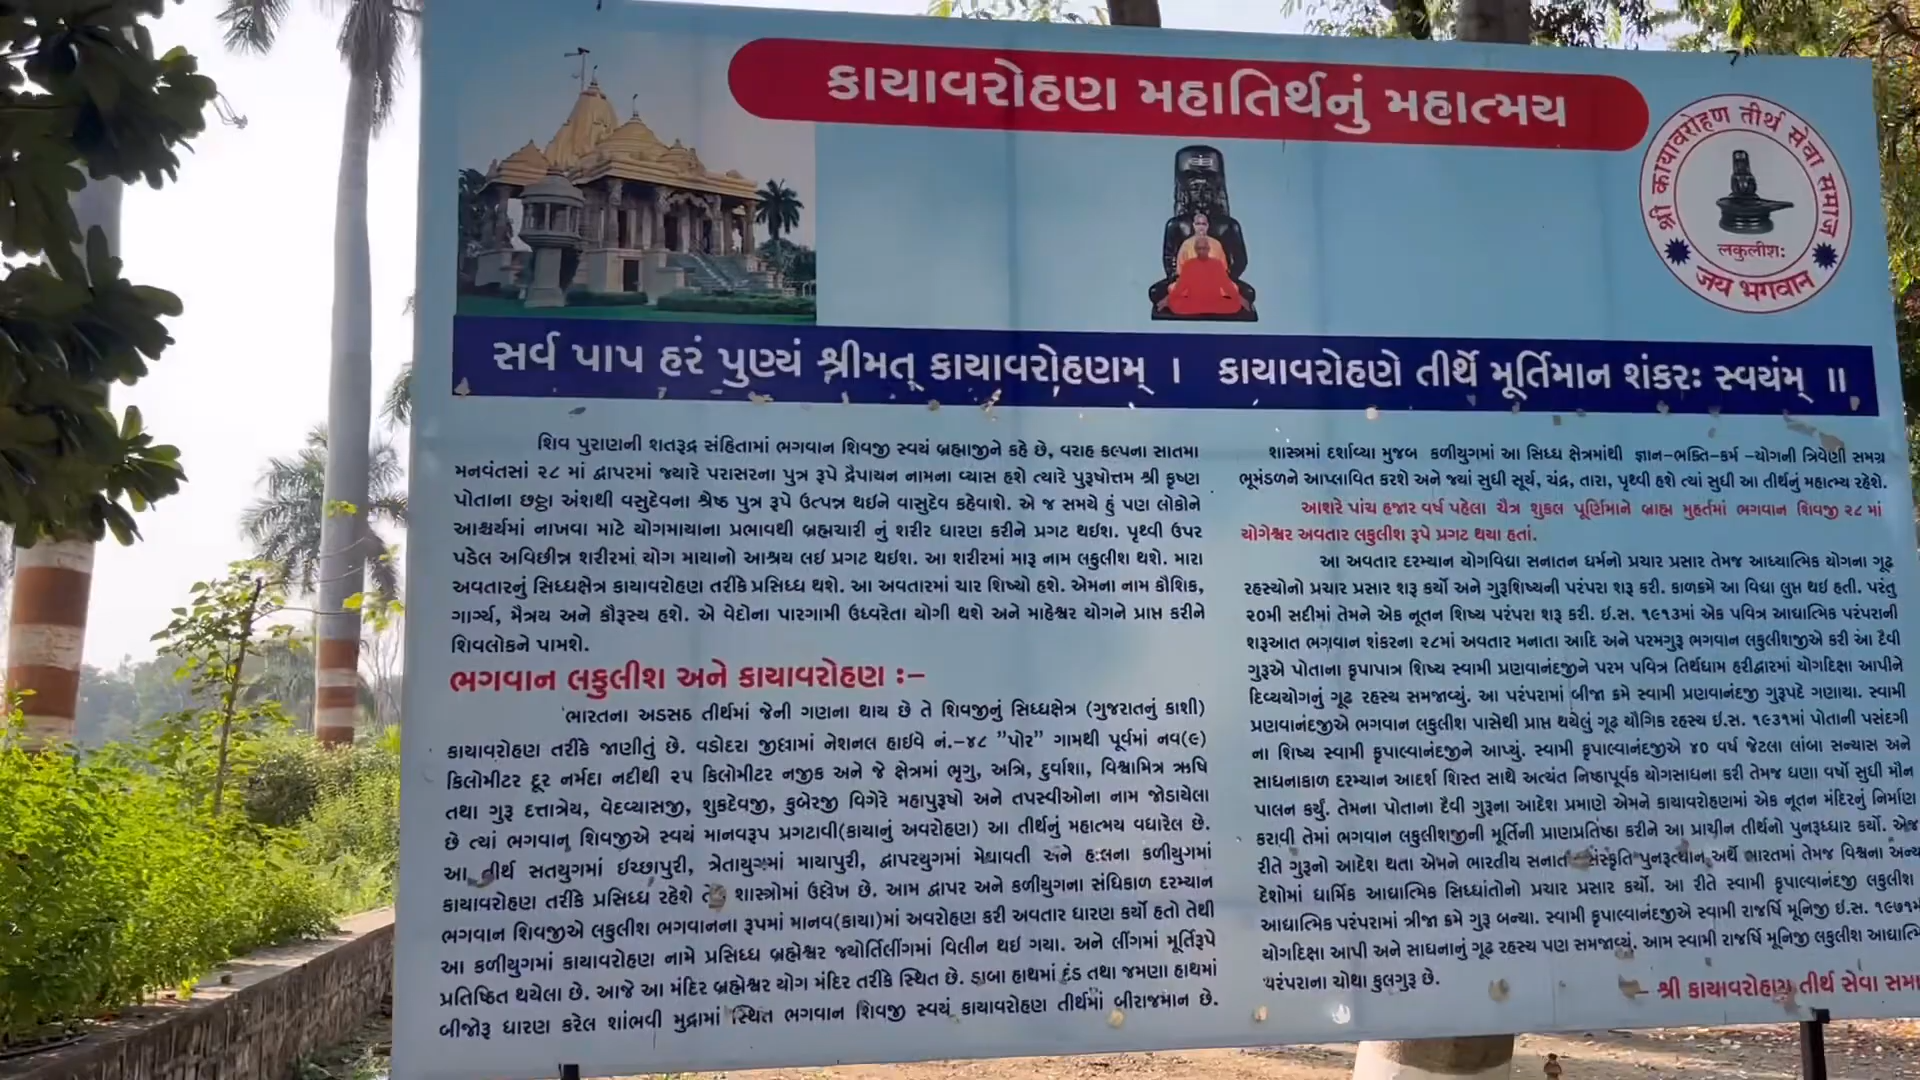 કાયાવરોહણ મહાતિર્થનું મહાત્મય
શ્રી કાયાવરોહણ તીર્થ સેવા સમાજ
લકુલીશઃ
જય ભગવાન
સર્વ પાપ હરં પુણ્યં શ્રીમત્ કાયાવરોહણમ્ । કાયાવરોહણે તીર્થે મૂર્તિમાન શંકરઃ સ્વયંમ્ ॥
શિવ પુરાણની શતરૂદ્ર સંહિતામાં ભગવાન શિવજી સ્વયં બ્રહ્માજીને કહે છે, વરાહ કલ્પના સાતમા
મનવંતસાં ૨૮ માં દ્વાપરમાં જ્યારે પરાસરના પુત્ર રૂપે દ્વૈપાયન નામના વ્યાસ હશે ત્યારે પુરૂષોત્તમ શ્રી કૃષ્ણ
પોતાના છઠ્ઠા અંશથી વસુદેવના શ્રેષ્ઠ પુત્ર રૂપે ઉત્પન્ન થઇને વાસુદેવ કહેવાશે. એ જ સમયે હું પણ લોકોને
આશ્ચર્યમાં નાખવા માટે યોગમાયાના પ્રભાવથી બ્રહ્મચારી નું શરીર ધારણ કરીને પ્રગટ થઇશ. પૃથ્વી ઉપર
પડેલ અવિછીન્ન શરીરમાં યોગ માયાનો આશ્રય લઇ પ્રગટ થઇશ. આ શરીરમાં મારૂ નામ લકુલીશ થશે. મારા
અવતારનું સિધ્ધક્ષેત્ર કાયાવરોહણ તરીકે પ્રસિધ્ધ થશે. આ અવતારમાં ચાર શિષ્યો હશે. એમના નામ કૌશિક,
ગાર્ગ્ય, મૈત્રય અને કૌરૂસ્ય હશે. એ વેદોના પારગામી ઉધ્વરેતા યોગી થશે અને માહેશ્વર યોગને પ્રાપ્ત કરીને
શિવલોકને પામશે.
ભગવાન લકુલીશ અને કાયાવરોહણ :–
ભારતના અડસઠ તીર્થમાં જેની ગણના થાય છે તે શિવજીનું સિધ્ધક્ષેત્ર (ગુજરાતનું કાશી)
કાયાવરોહણ તરીકે જાણીતું છે. વડોદરા જીલ્લામાં નેશનલ હાઇવે નં.–૪૮ ”પોર” ગામથી પૂર્વમાં નવ(૯)
કિલોમીટર દૂર નર્મદા નદીથી ૨૫ કિલોમીટર નજીક અને જે ક્ષેત્રમાં ભૃગુ, અત્રિ, દુર્વાશા, વિશ્વામિત્ર ઋષિ
તથા ગુરૂ દત્તાત્રેય, વેદવ્યાસજી, શુકદેવજી, કુબેરજી વિગેરે મહાપુરૂષો અને તપસ્વીઓના નામ જોડાયેલા
છે ત્યાં ભગવાન શિવજીએ સ્વયં માનવરૂપ પ્રગટાવી(કાયાનું અવરોહણ) આ તીર્થનું મહાત્મય વધારેલ છે.
આ તીર્થ સતયુગમાં ઇચ્છાપુરી, ત્રેતાયુગમાં માયાપુરી, દ્વાપરયુગમાં મેઘાવતી અને હાલના કળીયુગમાં
કાયાવરોહણ તરીકે પ્રસિધ્ધ રહેશે શાસ્ત્રોમાં ઉલ્લેખ છે. આમ દ્વાપર અને કળીયુગના સંધિકાળ દરમ્યાન
ભગવાન શિવજીએ લકુલીશ ભગવાનના રૂપમાં માનવ(કાયા)માં અવરોહણ કરી અવતાર ધારણ કર્યો હતો તેથી
આ કળીયુગમાં કાયાવરોહણ નામે પ્રસિધ્ધ બ્રહ્મેશ્વર જ્યોર્તિલીંગમાં વિલીન થઇ ગયા. અને લીંગમાં મૂર્તિરૂપે
પ્રતિષ્ઠિત થયેલા છે. આજે આ મંદિર બ્રહ્મેશ્વર યોગ મંદિર તરીકે સ્થિત છે. ડાબા હાથમાં દંડ તથા જમણા હાથમાં
બીજોરૂ ધારણ કરેલ શાંભવી મુદ્રામાં સ્થિત ભગવાન શિવજી સ્વયં કાયાવરોહણ તીર્થમાં બીરાજમાન છે.
શાસ્ત્રમાં દર્શાવ્યા મુજબ કળીયુગમાં આ સિધ્ધ ક્ષેત્રમાંથી જ્ઞાન–ભક્તિ–કર્મ –યોગની ત્રિવેણી સમગ્ર
ભૂમંડળને આપ્લાવિત કરશે અને જ્યાં સુધી સૂર્ય, ચંદ્ર, તારા, પૃથ્વી હશે ત્યાં સુધી આ તીર્થનું મહાત્મ્ય રહેશે.
આશરે પાંચ હજાર વર્ષ પહેલા ચૈત્ર શુકલ પૂર્ણિમાને બ્રાહ્મ મુહર્તમાં ભગવાન શિવજી ૨૮ માં
યોગેશ્વર અવતાર લકુલીશ રૂપે પ્રગટ થયા હતાં.
આ અવતાર દરમ્યાન યોગવિદ્યા સનાતન ધર્મનો પ્રચાર પ્રસાર તેમજ આધ્યાત્મિક યોગના ગૂઢ
રહસ્યોનો પ્રચાર પ્રસાર શરૂ કર્યો અને ગુરૂશિષ્યની પરંપરા શરૂ કરી. કાળક્રમે આ વિદ્યા લુપ્ત થઇ હતી. પરંતુ
૨૦મી સદીમાં તેમને એક નૂતન શિષ્ય પરંપરા શરૂ કરી. ઇ.સ. ૧૯૧૩માં એક પવિત્ર આધ્યાત્મિક પરંપરાની
શરૂઆત ભગવાન શંકરના ૨૮માં અવતાર મનાતા આદિ અને પરમગુરૂ ભગવાન લકુલીશજીએ કરી આ દૈવી
ગુરૂએ પોતાના કૃપાપાત્ર શિષ્ય સ્વામી પ્રણવાનંદજીને પરમ પવિત્ર તિર્થધામ હરીદ્વારમાં યોગદિક્ષા આપીને
દિવ્યયોગનું ગૂઢ રહસ્ય સમજાવ્યું. આ પરંપરામાં બીજા ક્રમે સ્વામી પ્રણવાનંદજી ગુરૂપદે ગણાયા. સ્વામી
પ્રણવાનંદજીએ ભગવાન લકુલીશ પાસેથી પ્રાપ્ત થયેલું ગૂઢ યૌગિક રહસ્ય ઇ.સ. ૧૯૩૧માં પોતાની પસંદગી
ના શિષ્ય સ્વામી કૃપાલ્વાનંદજીને આપ્યું. સ્વામી કૃપાલ્વાનંદજીએ ૪૦ વર્ષ જેટલા લાંબા સન્યાસ અને
સાધનાકાળ દરમ્યાન આદર્શ શિસ્ત સાથે અત્યંત નિષ્ઠાપૂર્વક યોગસાધના કરી તેમજ ઘણા વર્ષો સુધી મૌન
પાલન કર્યું. તેમના પોતાના દૈવી ગુરૂના આદેશ પ્રમાણે એમને કાયાવરોહણમાં એક નૂતન મંદિરનું નિર્માણ
કરાવી તેમાં ભગવાન લકુલીશજીની મૂર્તિની પ્રાણપ્રતિષ્ઠા કરીને આ પ્રાચીન તીર્થનો પુનરૂધ્ધાર કર્યો. એજ
રીતે ગુરૂનો આદેશ થતા એમને ભારતીય સનાત સંસ્કૃતિ પુનરૂત્થાન અર્થે ભારતમાં તેમજ વિશ્વના અન્ય
દેશોમાં ધાર્મિક આધ્યાત્મિક સિધ્ધાંતોનો પ્રચાર પ્રસાર કર્યો. આ રીતે સ્વામી કૃપાલ્વાનંદજી લકુલીશ
આધ્યાત્મિક પરંપરામાં ત્રીજા ક્રમે ગુરૂ બન્યા. સ્વામી કૃપાલ્વાનંદજીએ સ્વામી રાજર્ષિ મૂનિજી ઇ.સ. ૧૯૭૧માં
યોગદિક્ષા આપી અને સાધનાનું ગૂઢ રહસ્ય પણ સમજાવ્યું. આમ સ્વામી રાજર્ષિ મૂનિજી લકુલીશ
પરંપરાના ચોથા કુલગુરૂ છે.
– શ્રી કાયાવરોહણ તીર્થ સેવા